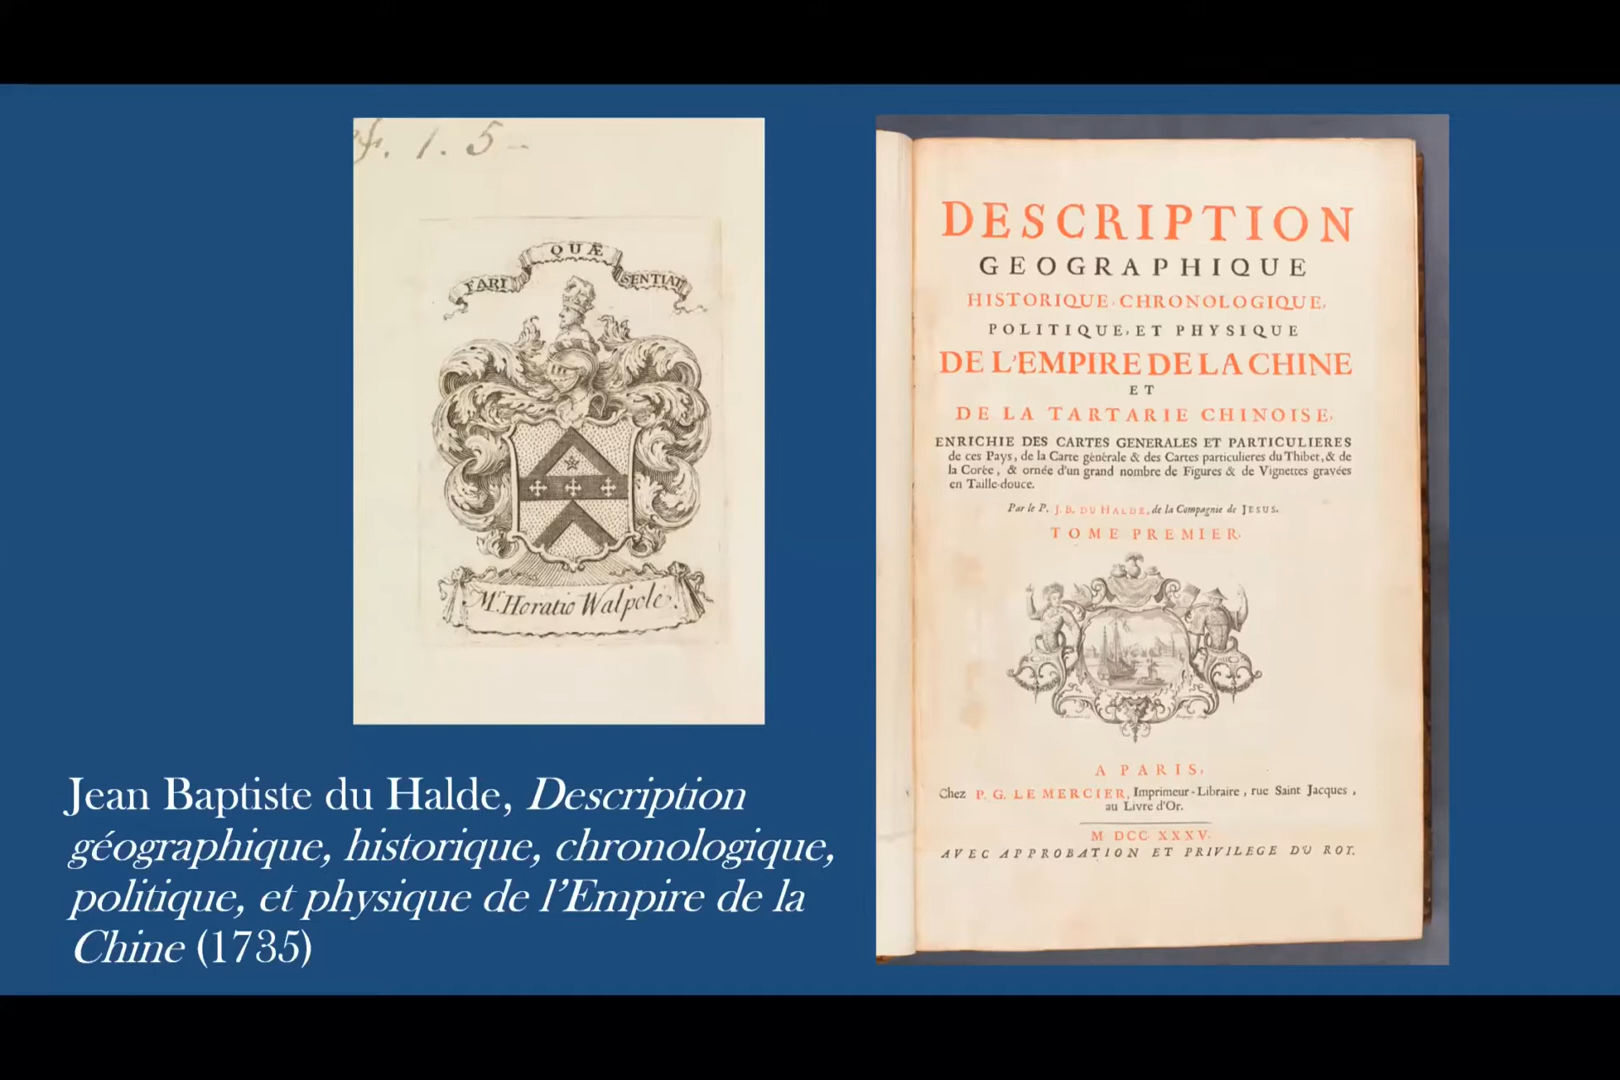 1.5-
QUÆ
FARI SENTIAT
Mr. Horatio Walpole.
Jean Baptiste du Halde, Description
géographique, historique, chronologique,
politique, et physique de l'Empire de la
Chine (1735)
DESCRIPTION
GEOGRAPHIQUE
HISTORIQUE, CHRONOLOGIQUE,
POLITIQUE, ET PHYSIQUE
DE L'EMPIRE DE LA CHINE
ET
DE LA TARTARIE CHINOISE,
ENRICHIE DES CARTES GENERALES ET PARTICULIERES
de ces Pays, de la Carte générale & des Cartes particulieres du Thibet, & de
la Corée, & ornée d'un grand nombre de Figures & de Vignettes gravées
en Taille-douce.
Par le P. J. B. DU HALDE, de la Compagnie de JESUS.
TOME PREMIER.
A PARIS,
Chez P. G. LE MERCIER, Imprimeur-Libraire, rue Saint Jacques,
au Livre d'Or.
M DCC XXXV.
AVEC APPROBATION ET PRIVILEGE DU ROY.